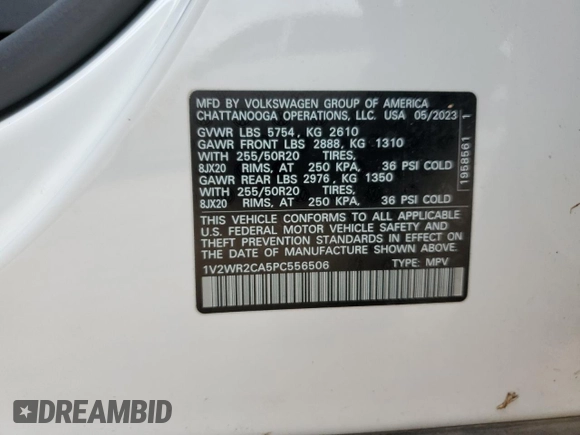 MFD BY VOLKSWAGEN GROUP OF AMERICA
CHATTANOOGA OPERATIONS, LLC. USA 05/2023
GVWR LBS 5754, KG 2610
GAWR FRONT LBS 2888, KG 1310
WITH 255/50R20 TIRES,
8JX20 RIMS, AT 250 KPA, 36 PSI COLD
GAWR REAR LBS 2976, KG 1350
WITH 255/50R20 TIRES,
8JX20 RIMS, AT 250 KPA, 36 PSI COLD
THIS VEHICLE CONFORMS TO ALL APPLICABLE
U.S. FEDERAL MOTOR VEHICLE SAFETY AND
THEFT PREVENTION STANDARDS IN EFFECT ON
THE DATE OF MANUFACTURE SHOWN ABOVE.
1V2WR2CA5PC556506 TYPE: MPV
1958561 1
DREAMBID